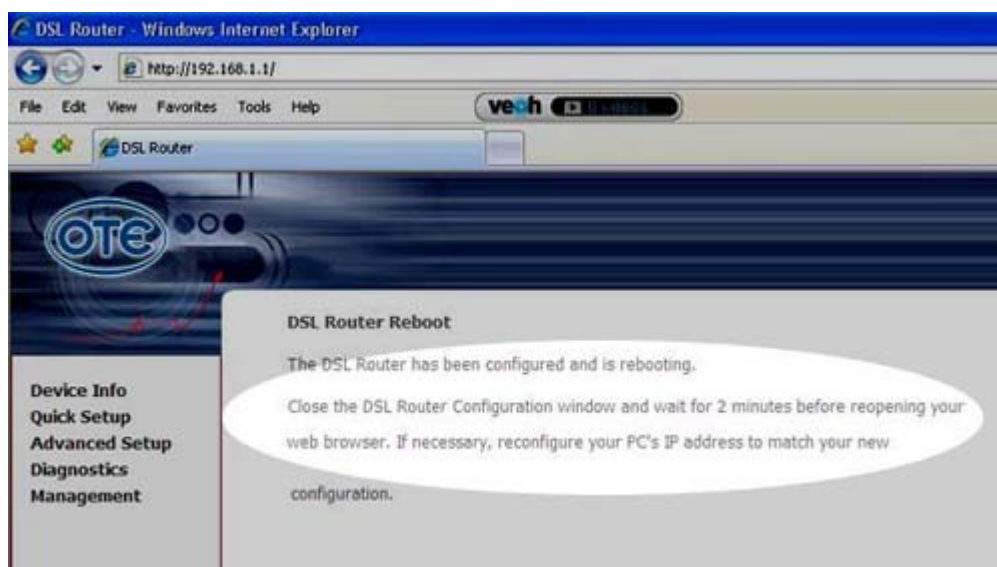 DSL Router - Windows Internet Explorer
http://192.168.1.1/
File Edit View Favorites Tools Help
veoh
DSL Router
OTE
DSL Router Reboot
The DSL Router has been configured and is rebooting.
Close the DSL Router Configuration window and wait for 2 minutes before reopening your
web browser. If necessary, reconfigure your PC's IP address to match your new
configuration.
Device Info
Quick Setup
Advanced Setup
Diagnostics
Management